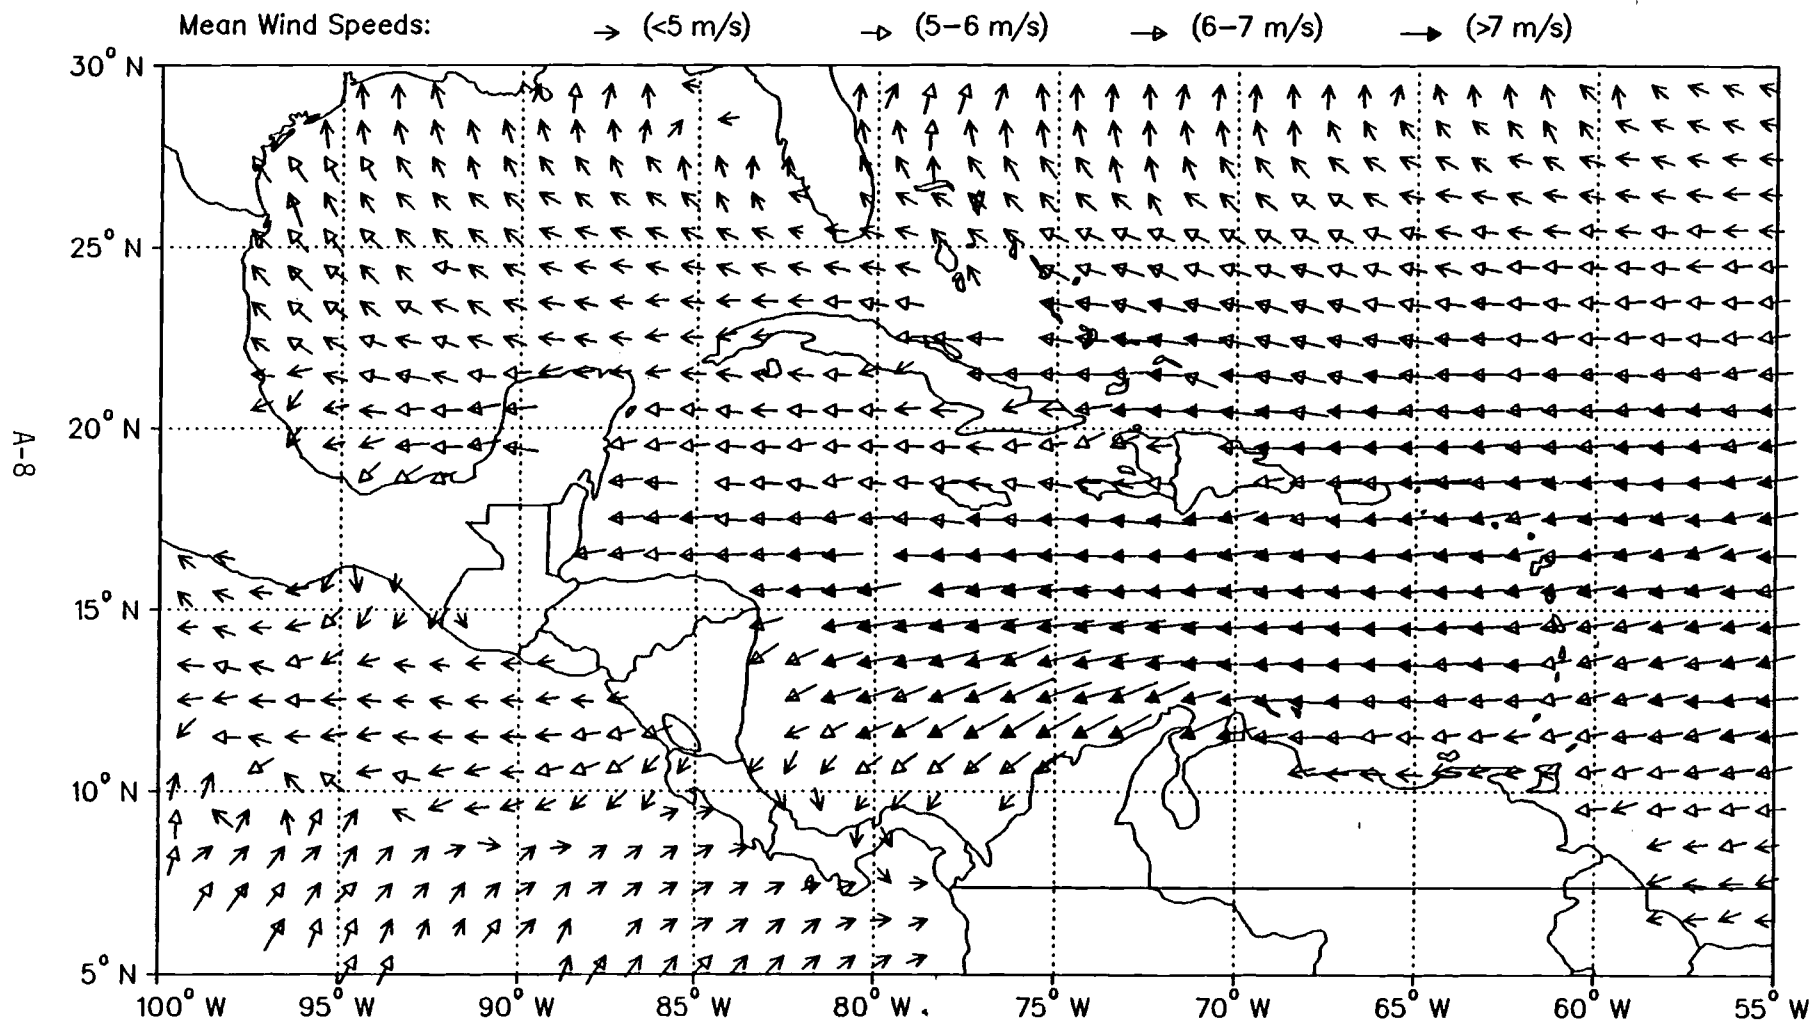 Mean Wind Speeds: (<5 m/s) (5–6 m/s) (6–7 m/s) (>7 m/s)
30° N
25° N
20° N
A-8
15° N
10° N
5° N
100° W 95° W 90° W 85° W 80° W 75° W 70° W 65° W 60° W 55° W